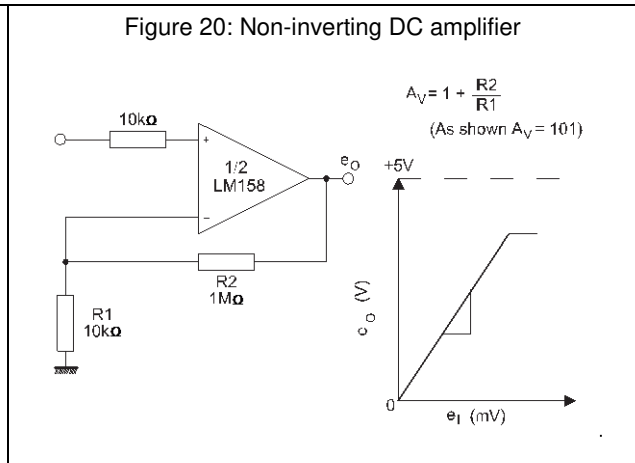 Figure 20: Non-inverting DC amplifier
10kΩ
+
1/2
LM158
e_O
−
R2
1MΩ
R1
10kΩ
A_V = 1 + R2/R1
(As shown A_V = 101)
+5V
e_O (V)
0
e_I (mV)